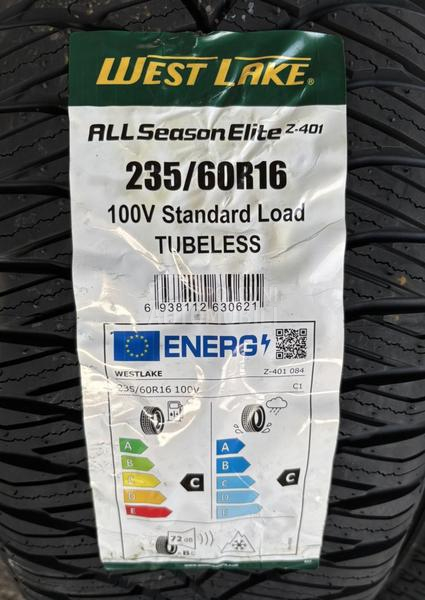 WEST LAKE®
ALL Season Elite Z-401
235/60R16
100V Standard Load
TUBELESS
6 938112 630621
ENERG
WESTLAKE Z-401 084
235/60R16 100V C1
A A
B B
C C C C
D D
E E
72 dB